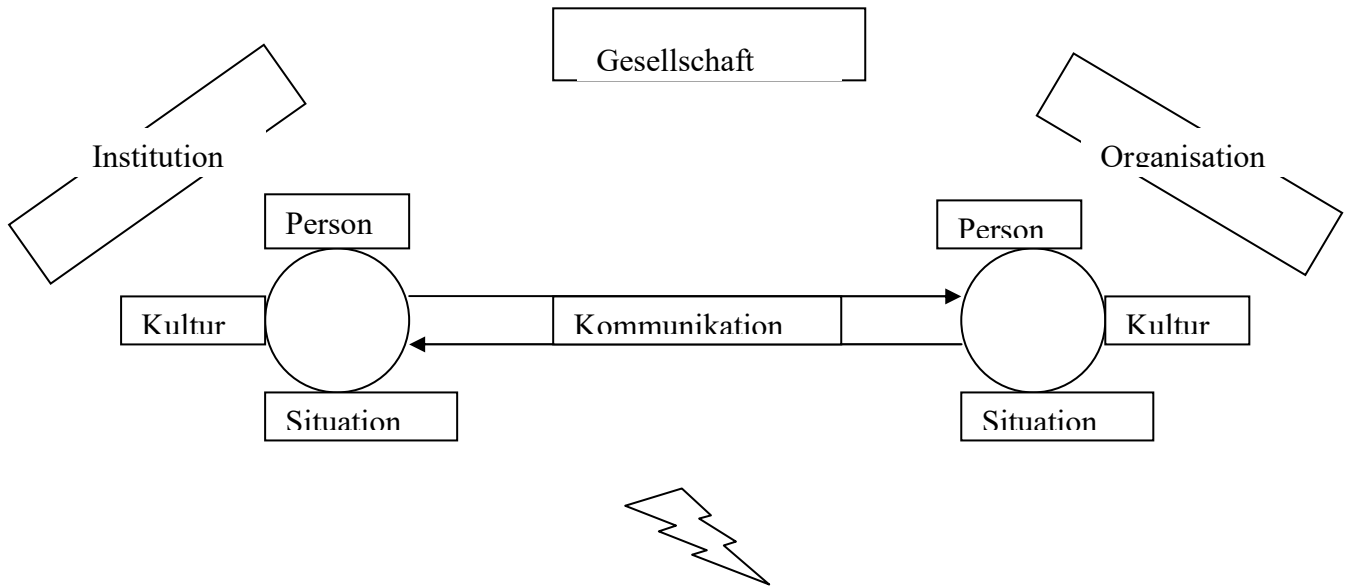 Gesellschaft
Institution
Organisation
Person
Person
Kultur
Kommunikation
Kultur
Situation
Situation